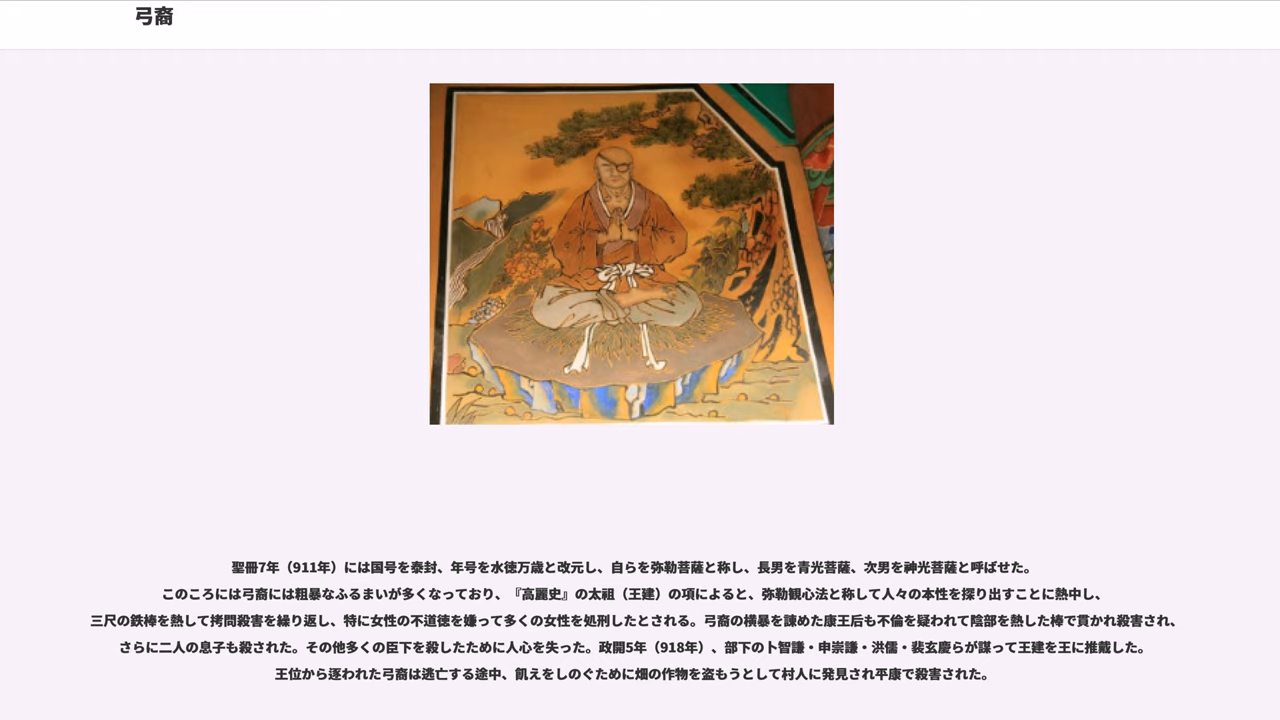 弓裔
聖冊7年（911年）には国号を泰封、年号を水徳万歳と改元し、自らを弥勒菩薩と称し、長男を青光菩薩、次男を神光菩薩と呼ばせた。
このころには弓裔には粗暴なふるまいが多くなっており、『高麗史』の太祖（王建）の項によると、弥勒観心法と称して人々の本性を探り出すことに熱中し、
三尺の鉄棒を熱して拷問殺害を繰り返し、特に女性の不道徳を嫌って多くの女性を処刑したとされる。弓裔の横暴を諫めた康王后も不倫を疑われて陰部を熱した棒で貫かれ殺害され、
さらに二人の息子も殺された。その他多くの臣下を殺したために人心を失った。政開5年（918年）、部下の卜智謙・申崇謙・洪儒・裴玄慶らが謀って王建を王に推戴した。
王位から逐われた弓裔は逃亡する途中、飢えをしのぐために畑の作物を盗もうとして村人に発見され平康で殺害された。